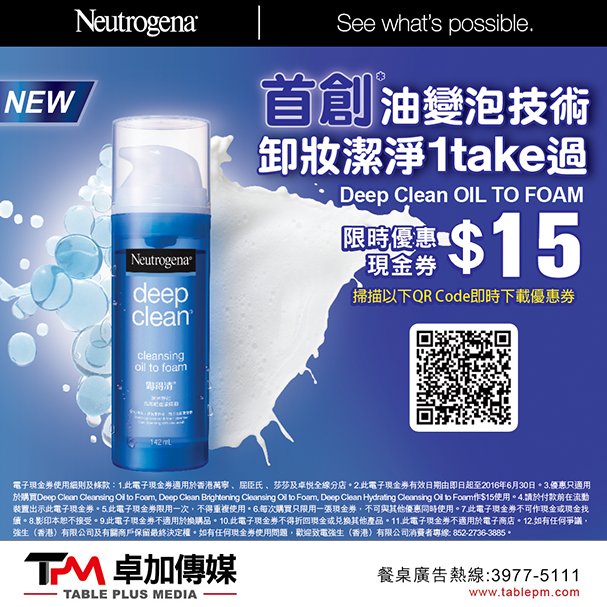 Neutrogena® See what's possible.
NEW
首創*油變泡技術
卸妝潔淨1take過
Deep Clean OIL TO FOAM
限時優惠
現金券 $15
掃描以下QR Code即時下載優惠券
Neutrogena®
deep
clean®
cleansing
oil to foam
142 mL
電子現金券使用細則及條款：1.此電子現金券適用於香港萬寧、屈臣氏、莎莎及卓悅全線分店。2.此電子現金券有效日期由即日起至2016年6月30日。3.優惠只適用
於購買Deep Clean Cleansing Oil to Foam, Deep Clean Brightening Cleansing Oil to Foam, Deep Clean Hydrating Cleansing Oil to Foam作$15使用。4.請於付款前在流動
裝置出示此電子現金券。5.此電子現金券限用一次，不得重複使用。6.每次購買只限用一張現金券，不可與其他優惠同時使用。7.此電子現金券不可作現金或現金找
續。8.影印本恕不接受。9.此電子現金券不適用於換購品。10.此電子現金券不得折回現金或兌換其他產品。11.此電子現金券不適用於電子商店。12.如有任何爭議，
強生（香港）有限公司及有關商戶保留最終決定權。如有任何現金券使用問題，歡迎致電強生（香港）有限公司消費者專線: 852-2736-3885。
TPM 卓加傳媒
TABLE PLUS MEDIA
餐桌廣告熱線:3977-5111
www.tablepm.com